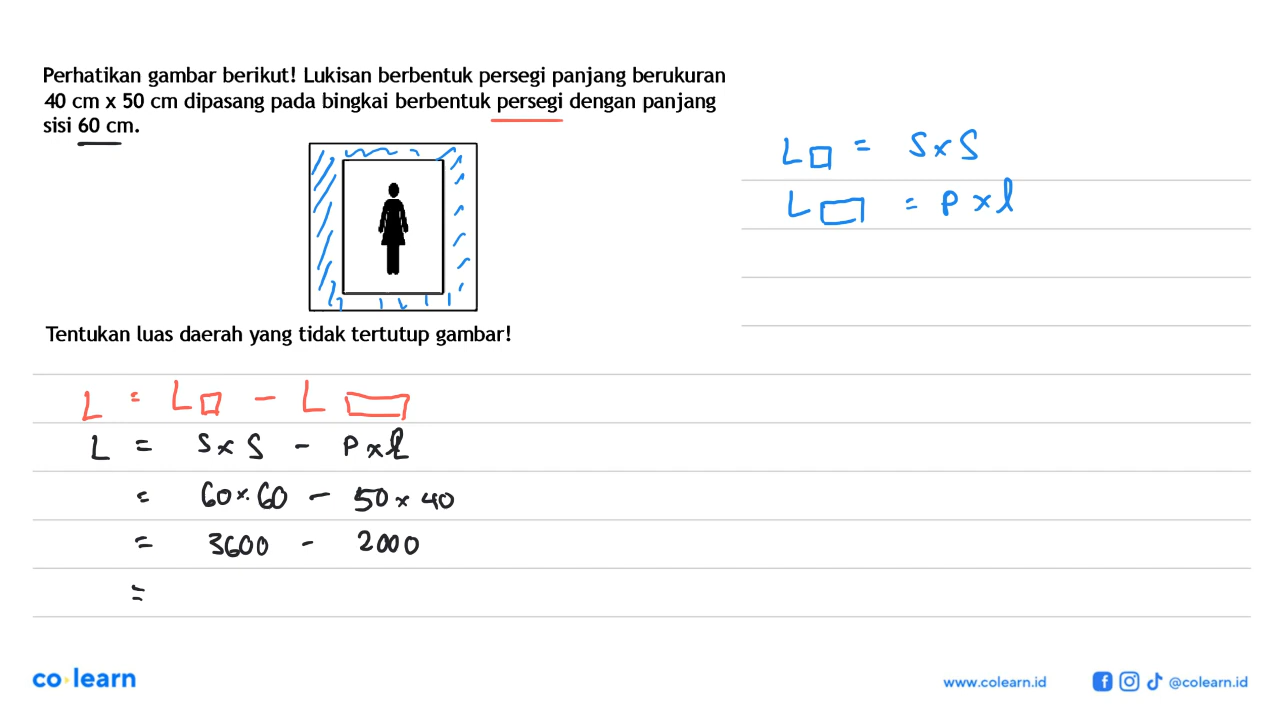 Perhatikan gambar berikut! Lukisan berbentuk persegi panjang berukuran
40 cm x 50 cm dipasang pada bingkai berbentuk persegi dengan panjang
sisi 60 cm.
L□ = S x S
L▭ = P x l
Tentukan luas daerah yang tidak tertutup gambar!
L = L□ - L▭
L = S x S - P x l
= 60 x 60 - 50 x 40
= 3600 - 2000
=
co learn
www.colearn.id
@colearn.id